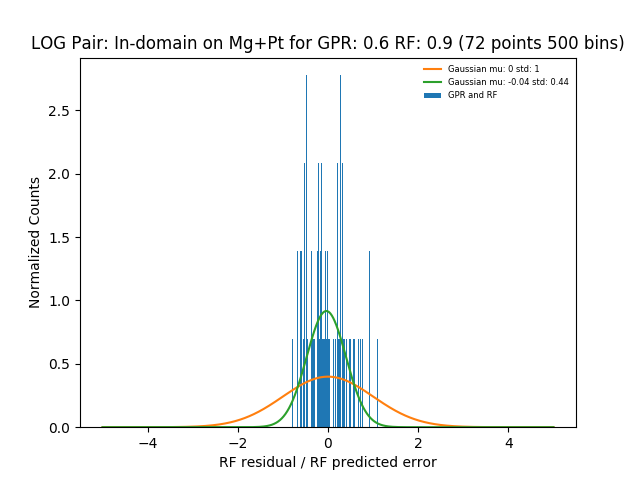 LOG Pair: In-domain on Mg+Pt for GPR: 0.6 RF: 0.9 (72 points 500 bins)
Gaussian mu: 0 std: 1
Gaussian mu: -0.04 std: 0.44
GPR and RF
Normalized Counts
2.5
2.0
1.5
1.0
0.5
0.0
−4
−2
0
2
4
RF residual / RF predicted error